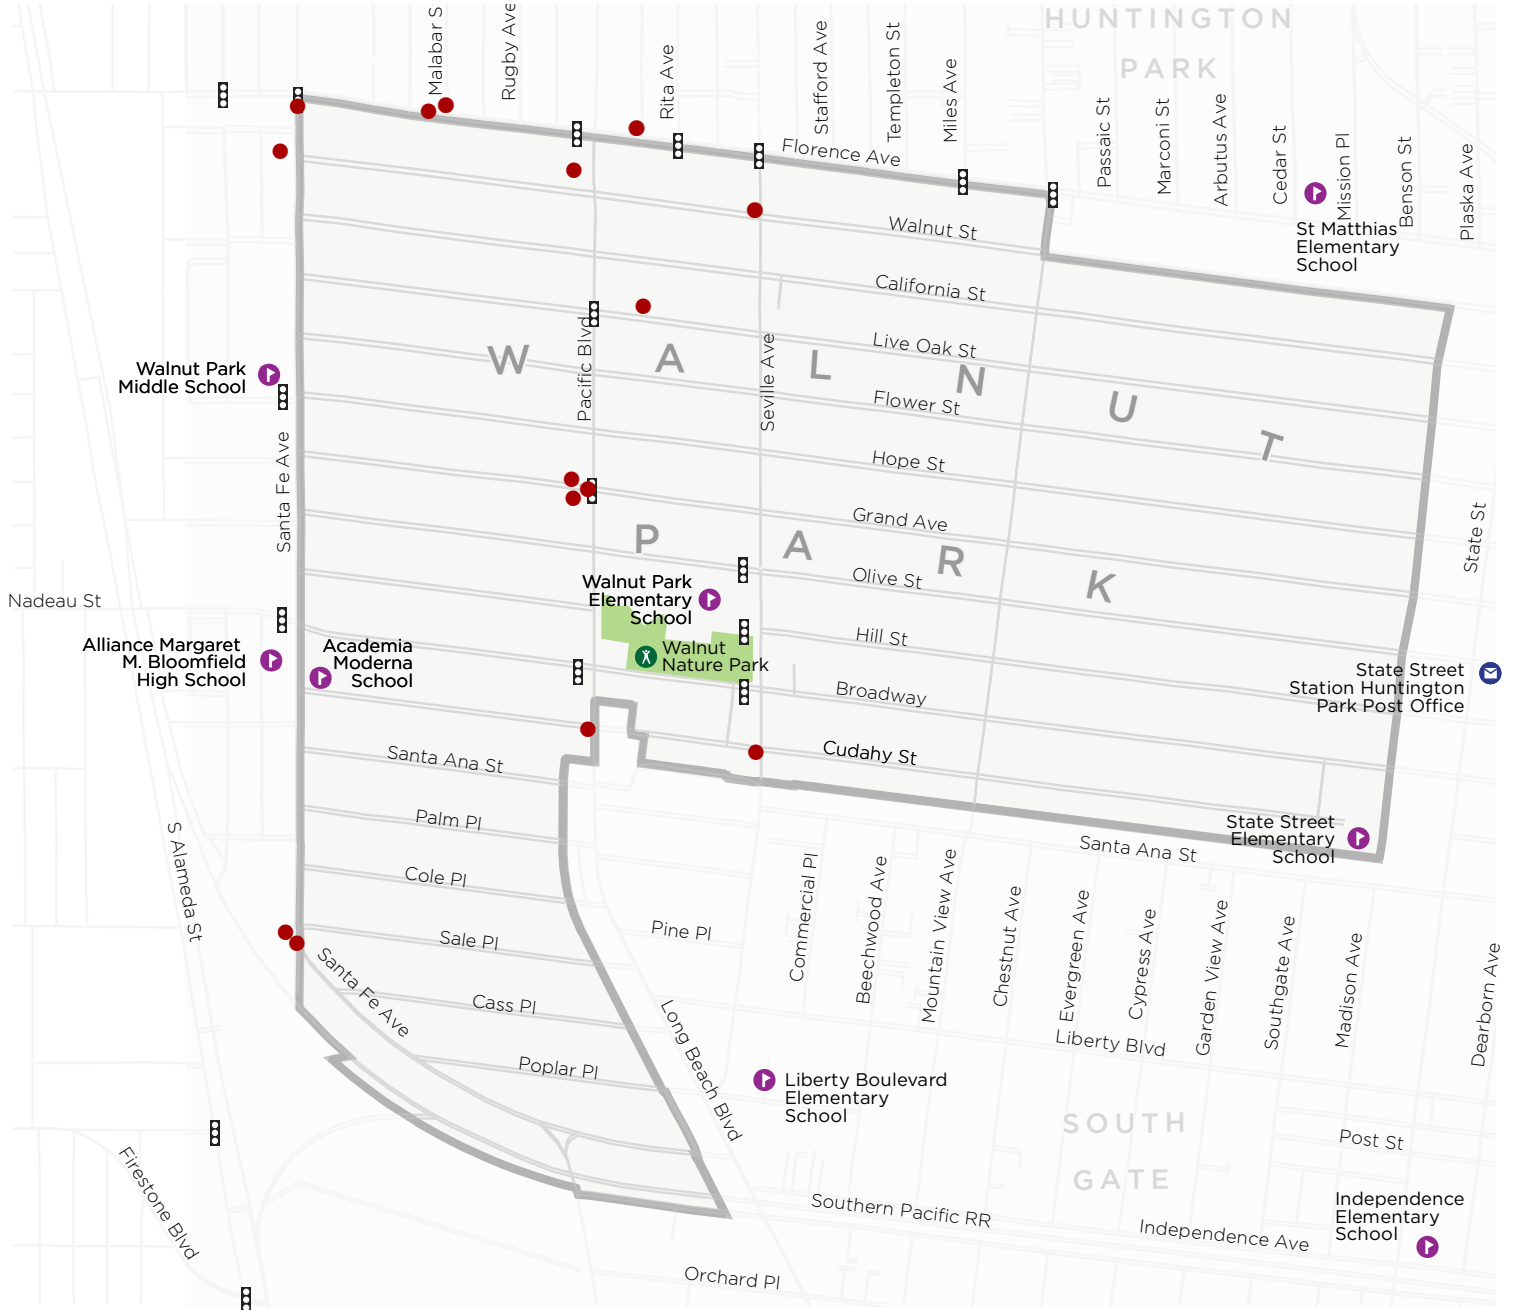 HUNTINGTON
PARK
Malabar S
Rugby Ave
Rita Ave
Stafford Ave
Templeton St
Miles Ave
Passaic St
Marconi St
Arbutus Ave
Cedar St
Mission Pl
Benson St
Plaska Ave
Florence Ave
St Matthias
Elementary
School
Walnut St
California St
Live Oak St
Flower St
Hope St
Grand Ave
Olive St
Hill St
Broadway
Cudahy St
Pacific Blvd
Seville Ave
Santa Fe Ave
State St
WALNUT
PARK
Walnut Park
Middle School
Nadeau St
Alliance Margaret
M. Bloomfield
High School
Academia
Moderna
School
Walnut Park
Elementary
School
Walnut
Nature Park
State Street
Station Huntington
Park Post Office
Santa Ana St
Palm Pl
Cole Pl
Sale Pl
Cass Pl
Poplar Pl
Santa Fe Ave
S Alameda St
Firestone Blvd
State Street
Elementary
School
Santa Ana St
Pine Pl
Commercial Pl
Beechwood Ave
Mountain View Ave
Chestnut Ave
Evergreen Ave
Cypress Ave
Garden View Ave
Southgate Ave
Madison Ave
Dearborn Ave
Long Beach Blvd
Liberty Blvd
Liberty Boulevard
Elementary
School
SOUTH
GATE
Post St
Independence
Elementary
School
Southern Pacific RR
Independence Ave
Orchard Pl